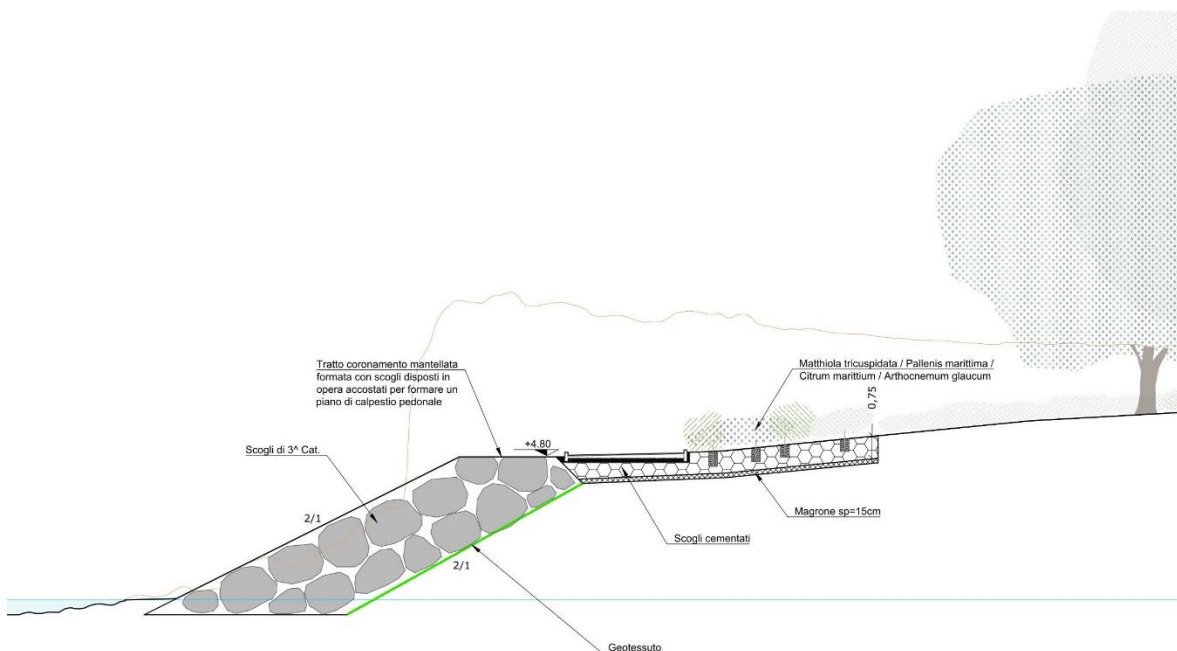 Tratto coronamento mantellata
formata con scogli disposti in
opera accostati per formare un
piano di calpestio pedonale
Matthiola tricuspidata / Pallenis marittima /
Citrum marittium / Arthocnemum glaucum
0,75
+4.80
Scogli di 3^ Cat.
2/1
Magrone sp=15cm
Scogli cementati
2/1
Geotessuto